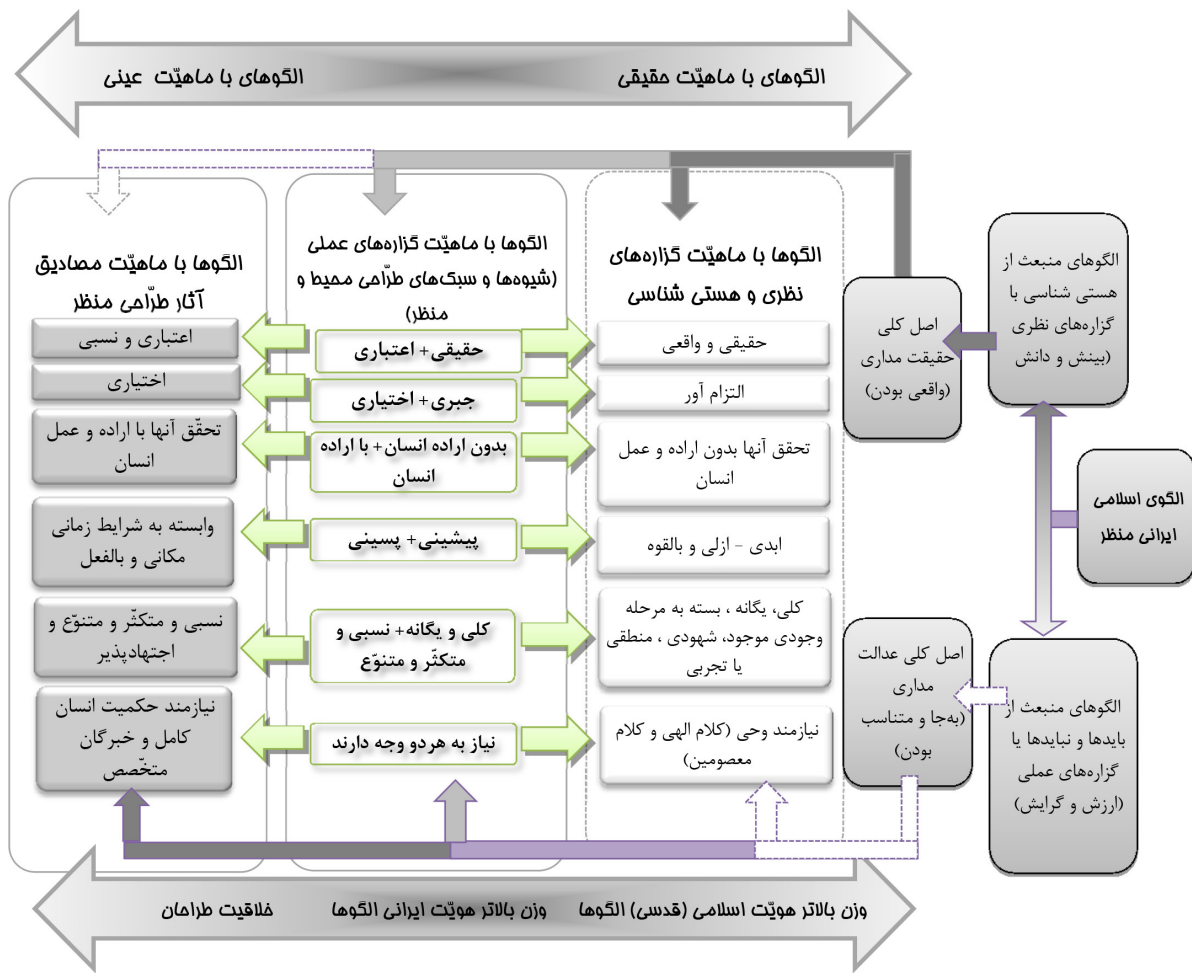 الگوهای با ماهیّت حقیقی
الگوهای با ماهیّت عینی
الگوی اسلامی
ایرانی منظر
الگوهای منبعث از
هستی شناسی با
گزاره‌های نظری
(بینش و دانش
اصل کلی
حقیقت مداری
(واقعی بودن)
الگوهای منبعث از
بایدها و نبایدها یا
گزاره‌های عملی
(ارزش و گرایش)
اصل کلی عدالت
مداری
(به‌جا و متناسب
بودن)
الگوها با ماهیّت گزاره‌های
نظری و هستی شناسی
حقیقی و واقعی
التزام آور
تحقق آنها بدون اراده و عمل
انسان
ابدی - ازلی و بالقوه
کلی، یگانه ، بسته به مرحله
وجودی موجود، شهودی ، منطقی
یا تجربی
نیازمند وحی (کلام الهی و کلام
معصومین)
الگوها با ماهیّت گزاره‌های عملی
(شیوه‌ها و سبک‌های طرّاحی محیط و
منظر)
حقیقی+ اعتباری
جبری+ اختیاری
بدون اراده انسان+ با اراده
انسان
پیشینی+ پسینی
کلی و یگانه+ نسبی و
متکثّر و متنوّع
نیاز به هردو وجه دارند
الگوها با ماهیّت مصادیق
آثار طرّاحی منظر
اعتباری و نسبی
اختیاری
تحقّق آنها با اراده و عمل
انسان
وابسته به شرایط زمانی
مکانی و بالفعل
نسبی و متکثّر و متنوّع و
اجتهادپذیر
نیازمند حکمیت انسان
کامل و خبرگان
متخّصص
وزن بالاتر هویّت اسلامی (قدسی) الگوها
وزن بالاتر هویّت ایرانی الگوها
خلاقیت طراحان